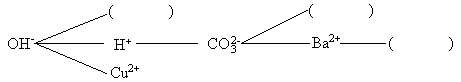 (        )                                (        )
OH⁻        H⁺        CO₃²⁻        Ba²⁺        (        )
Cu²⁺